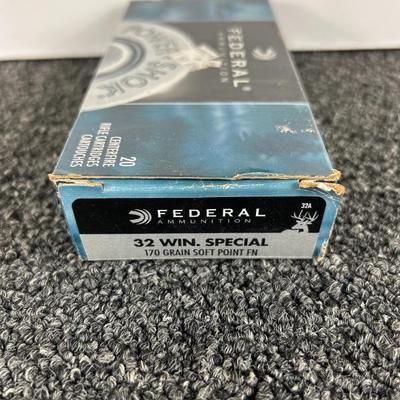 FEDERAL
AMMUNITION
POWER·SHOK
20
CENTERFIRE
RIFLE CARTRIDGES
CARTOUCHES
32A
FEDERAL
AMMUNITION
32 WIN. SPECIAL
170 GRAIN SOFT POINT FN